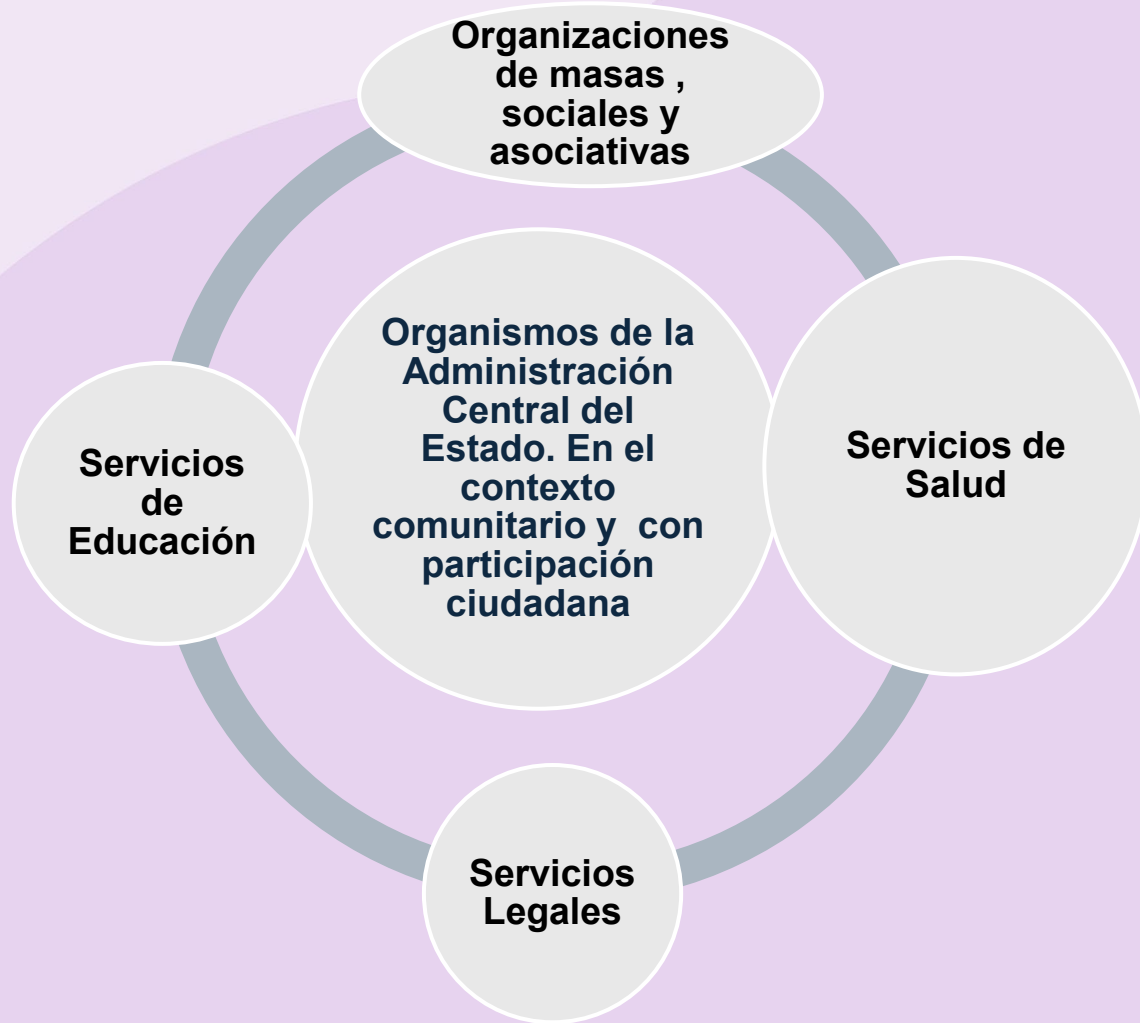 Organizaciones
de masas ,
sociales y
asociativas
Organismos de la
Administración
Central del
Estado. En el
contexto
comunitario y  con
participación
ciudadana
Servicios de
Salud
Servicios
de
Educación
Servicios
Legales